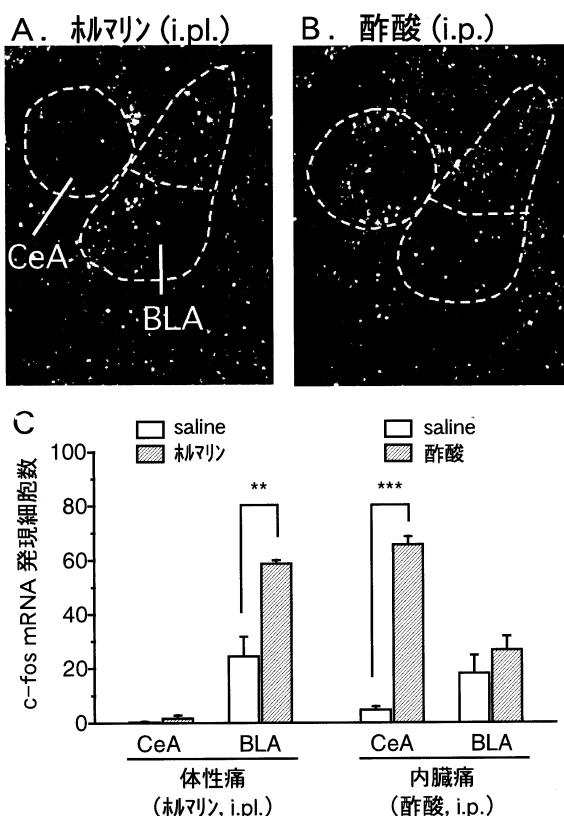 A. ホルマリン (i.pl.)
B. 酢酸 (i.p.)
CeA
BLA
C
saline
ホルマリン
saline
酢酸
c-fos mRNA 発現細胞数
100
80
60
40
20
0
**
***
CeA BLA CeA BLA
体性痛
(ホルマリン, i.pl.)
内臓痛
(酢酸, i.p.)